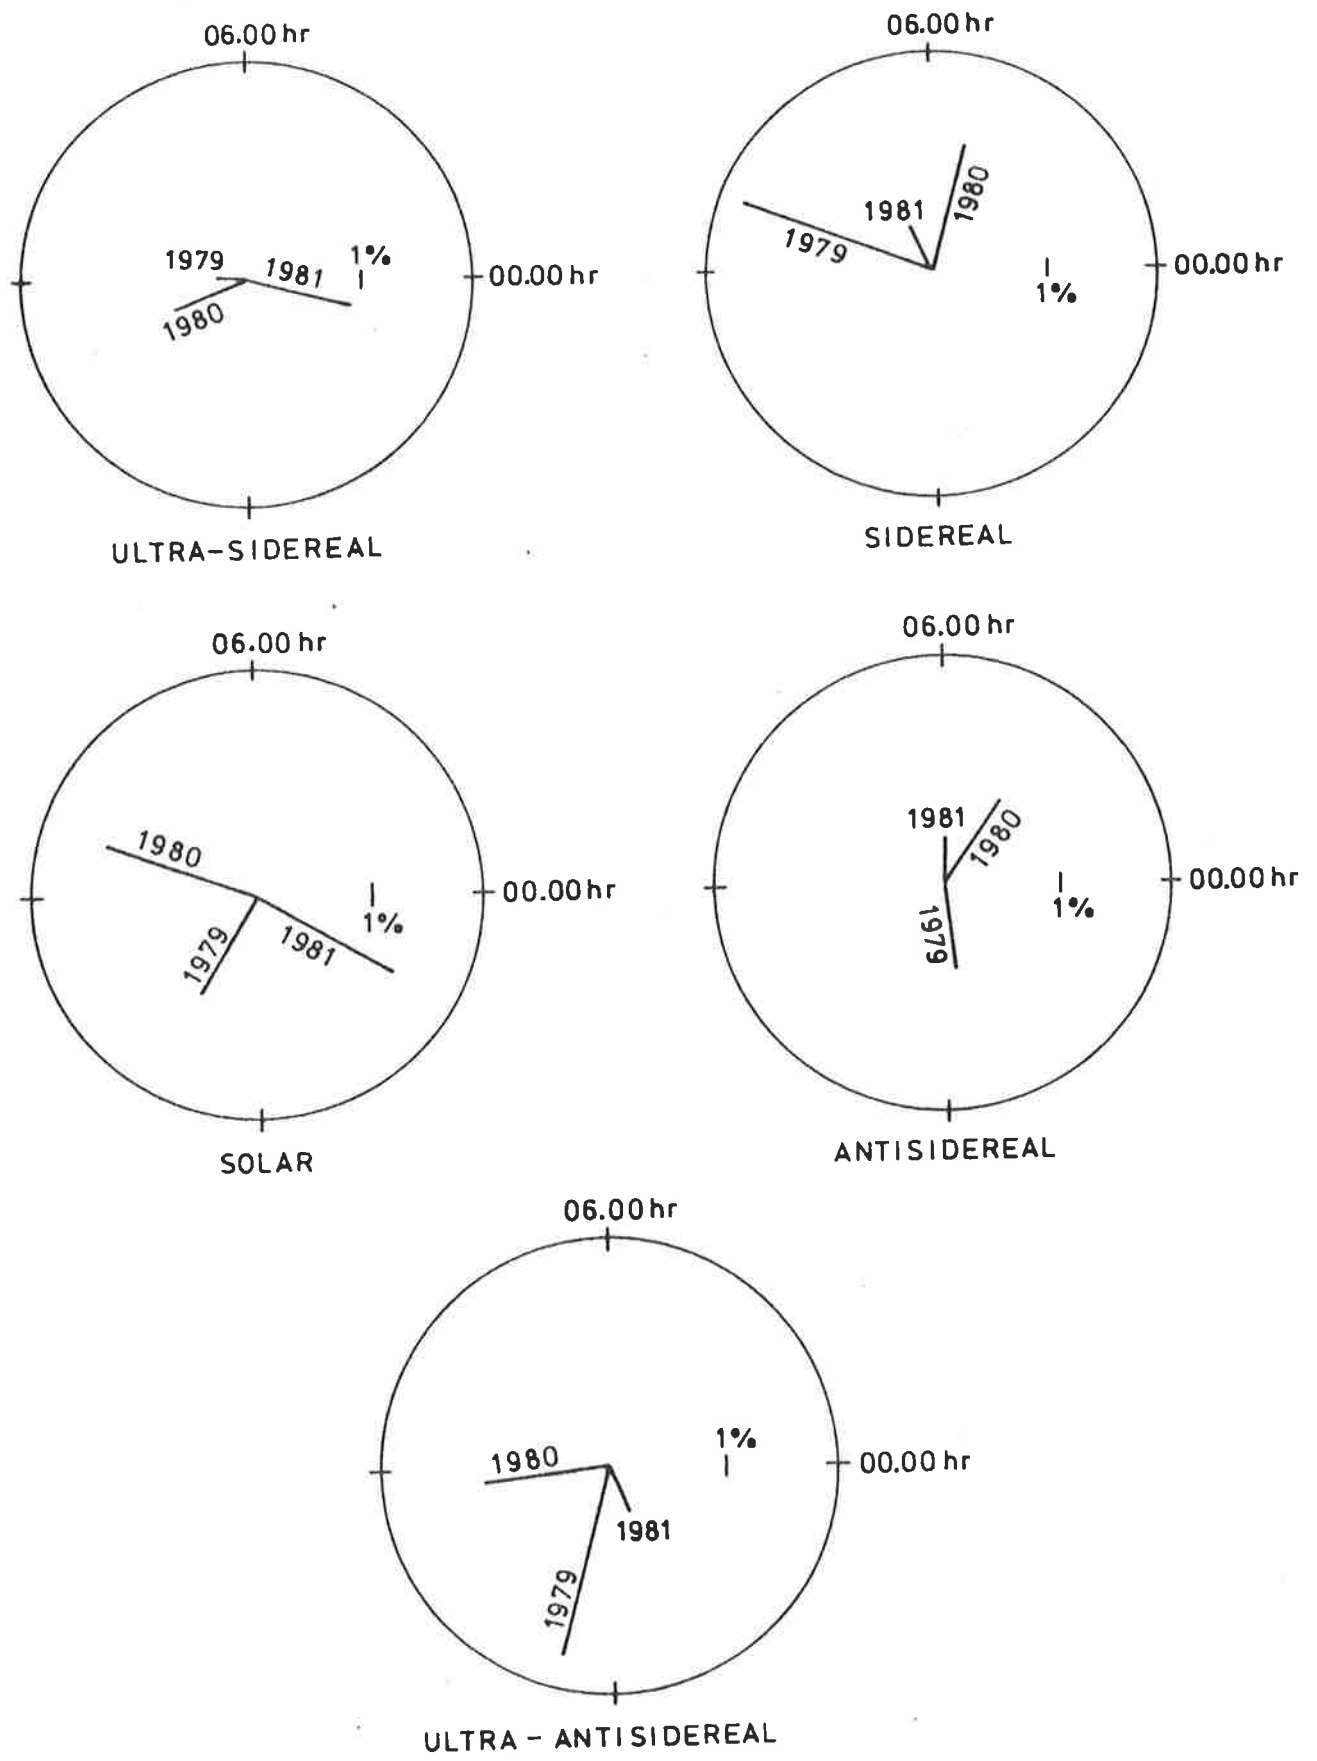 06.00 hr
1979
1981
1%
00.00 hr
1980
ULTRA-SIDEREAL
06.00 hr
1980
1981
1979
00.00 hr
1%
SIDEREAL
06.00 hr
1980
00.00 hr
1%
1979
1981
SOLAR
06.00 hr
1981
1980
00.00 hr
1%
1979
ANTISIDEREAL
06.00 hr
1%
1980
00.00 hr
1981
1979
ULTRA - ANTISIDEREAL